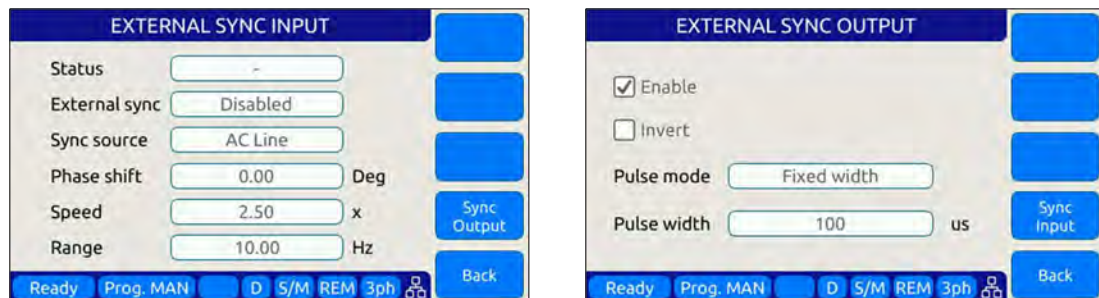 EXTERNAL SYNC INPUT
Status -
External sync Disabled
Sync source AC Line
Phase shift 0.00 Deg
Speed 2.50 x
Range 10.00 Hz
Sync
Output
Back
Ready Prog. MAN D S/M REM 3ph
EXTERNAL SYNC OUTPUT
Enable
Invert
Pulse mode Fixed width
Pulse width 100 us
Sync
Input
Back
Ready Prog. MAN D S/M REM 3ph